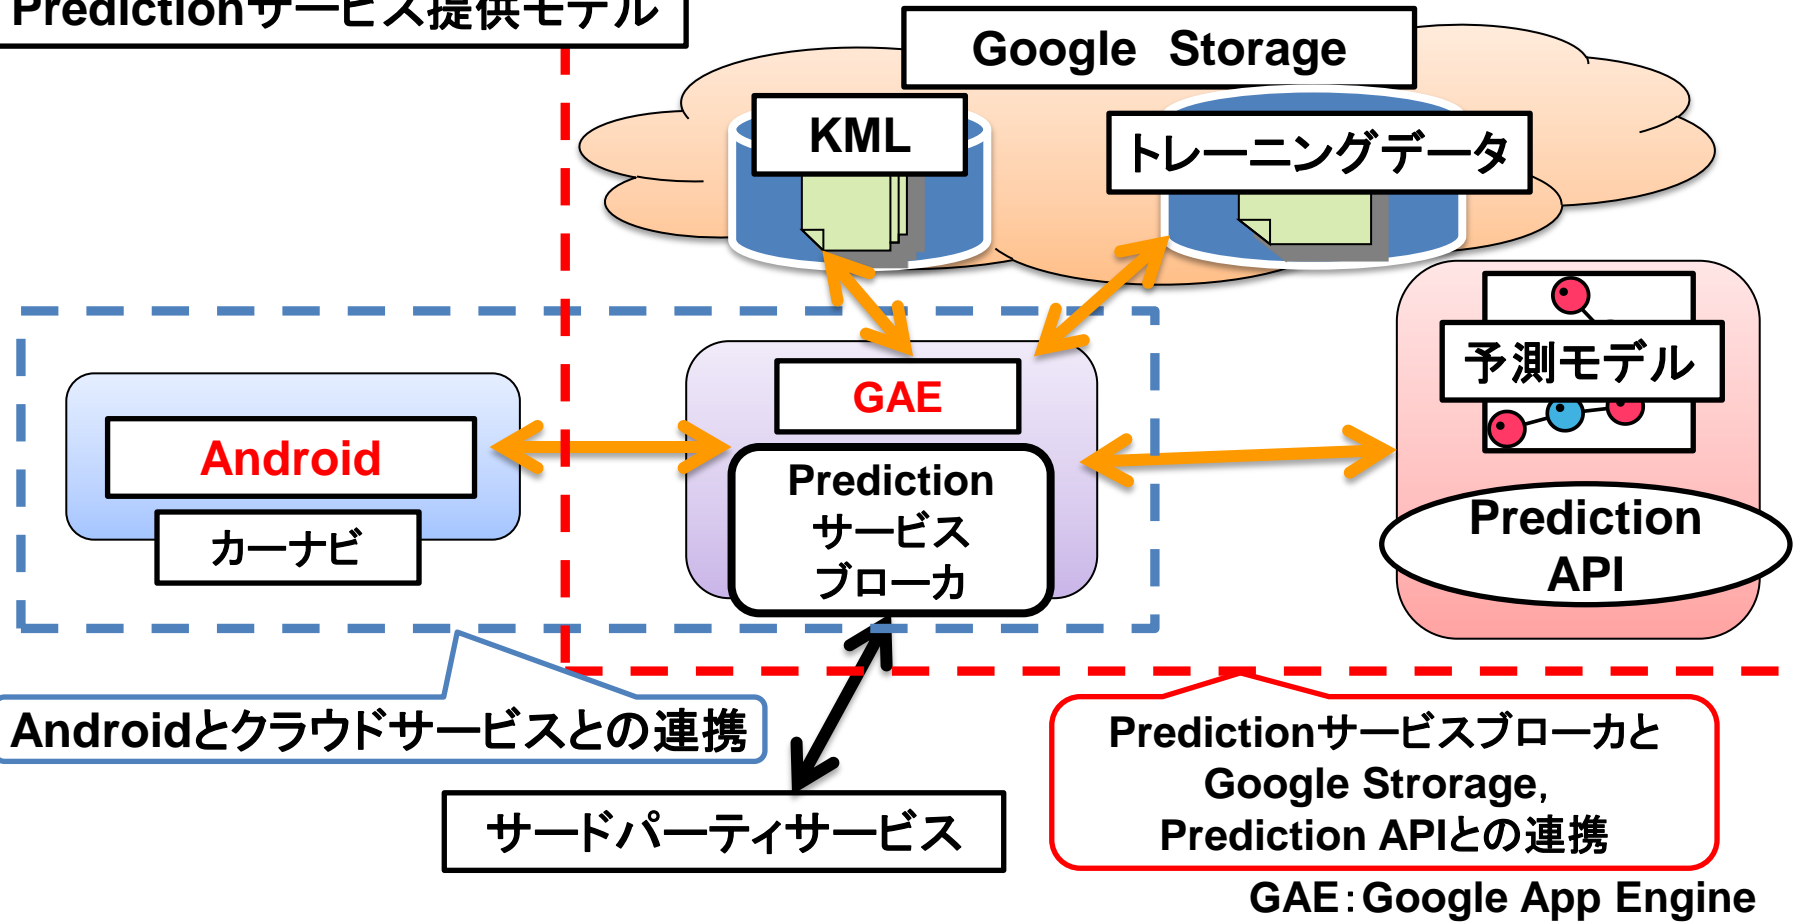 Predictionサービス提供モデル
Google Storage
KML
トレーニングデータ
予測モデル
GAE
Android
Prediction
サービス
ブローカ
カーナビ
Prediction
API
Androidとクラウドサービスとの連携
Predictionサービスブローカと
Google Strorage,
Prediction APIとの連携
サードパーティサービス
GAE:Google App Engine